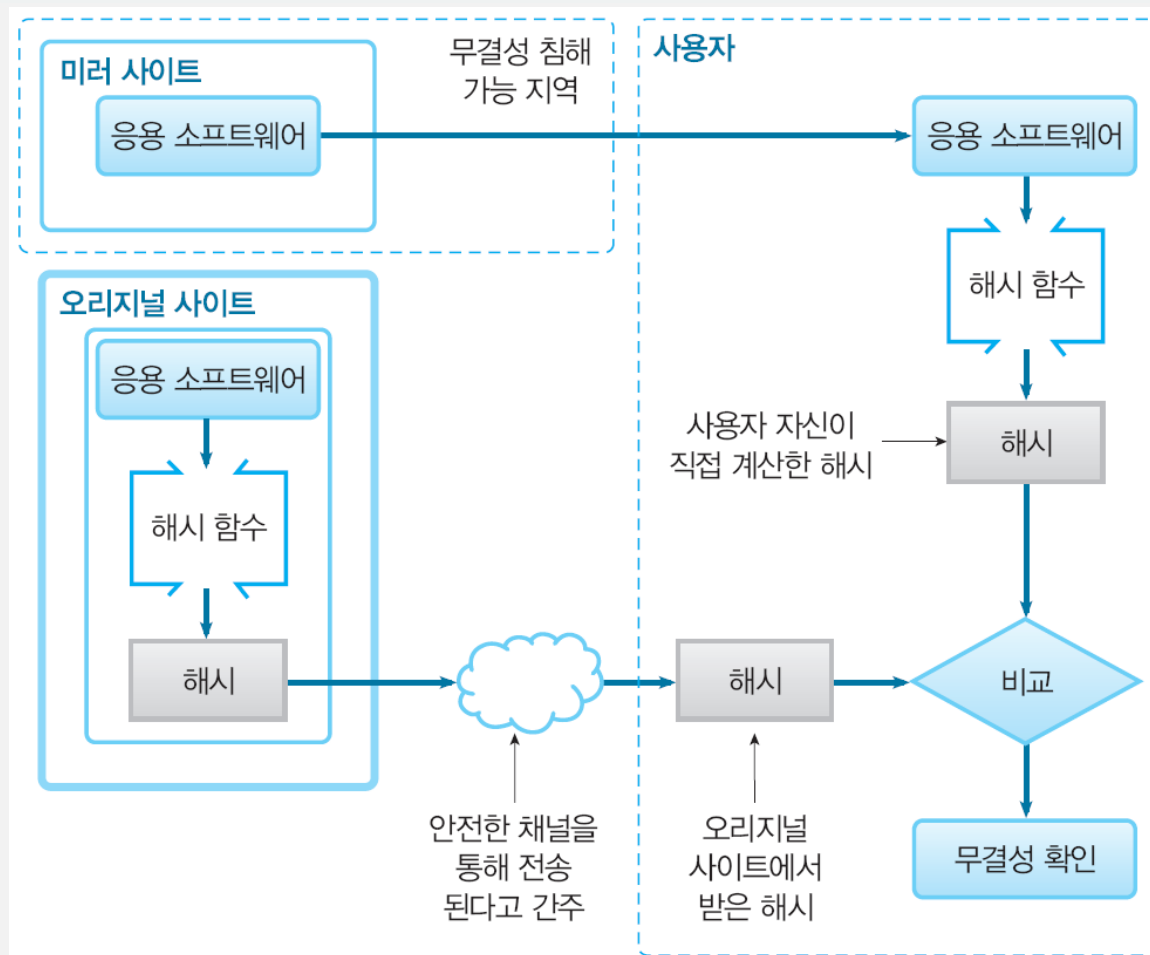 미러 사이트
응용 소프트웨어
무결성 침해
가능 지역
사용자
응용 소프트웨어
해시 함수
사용자 자신이
직접 계산한 해시
해시
오리지널 사이트
응용 소프트웨어
해시 함수
해시
안전한 채널을
통해 전송
된다고 간주
해시
오리지널
사이트에서
받은 해시
비교
무결성 확인